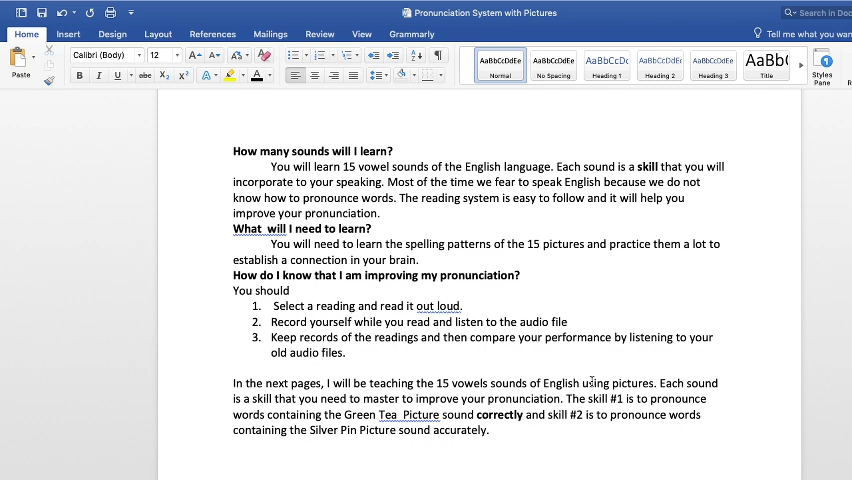 Pronunciation System with Pictures
Search in Doc
Home Insert Design Layout References Mailings Review View Grammarly
Tell me what you wan
Paste
Calibri (Body) 12
AaBbCcDdEe AaBbCcDdEe AaBbCcDc AaBbCcDdEe AaBbCcDdEe AaBb(
Normal No Spacing Heading 1 Heading 2 Heading 3 Title
Styles
Pane
How many sounds will I learn?
You will learn 15 vowel sounds of the English language. Each sound is a skill that you will
incorporate to your speaking. Most of the time we fear to speak English because we do not
know how to pronounce words. The reading system is easy to follow and it will help you
improve your pronunciation.
What will I need to learn?
You will need to learn the spelling patterns of the 15 pictures and practice them a lot to
establish a connection in your brain.
How do I know that I am improving my pronunciation?
You should
1. Select a reading and read it out loud.
2. Record yourself while you read and listen to the audio file
3. Keep records of the readings and then compare your performance by listening to your
old audio files.
In the next pages, I will be teaching the 15 vowels sounds of English using pictures. Each sound
is a skill that you need to master to improve your pronunciation. The skill #1 is to pronounce
words containing the Green Tea Picture sound correctly and skill #2 is to pronounce words
containing the Silver Pin Picture sound accurately.